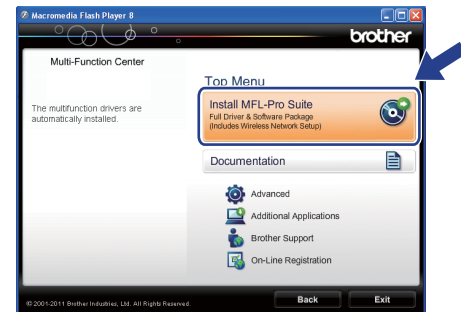 Macromedia Flash Player 8
brother
Multi-Function Center
Top Menu
The multifunction drivers are
automatically installed.
Install MFL-Pro Suite
Full Driver & Software Package
(Includes Wireless Network Setup)
Documentation
Advanced
Additional Applications
Brother Support
On-Line Registration
© 2001-2011 Brother Industries, Ltd. All Rights Reserved.
Back
Exit